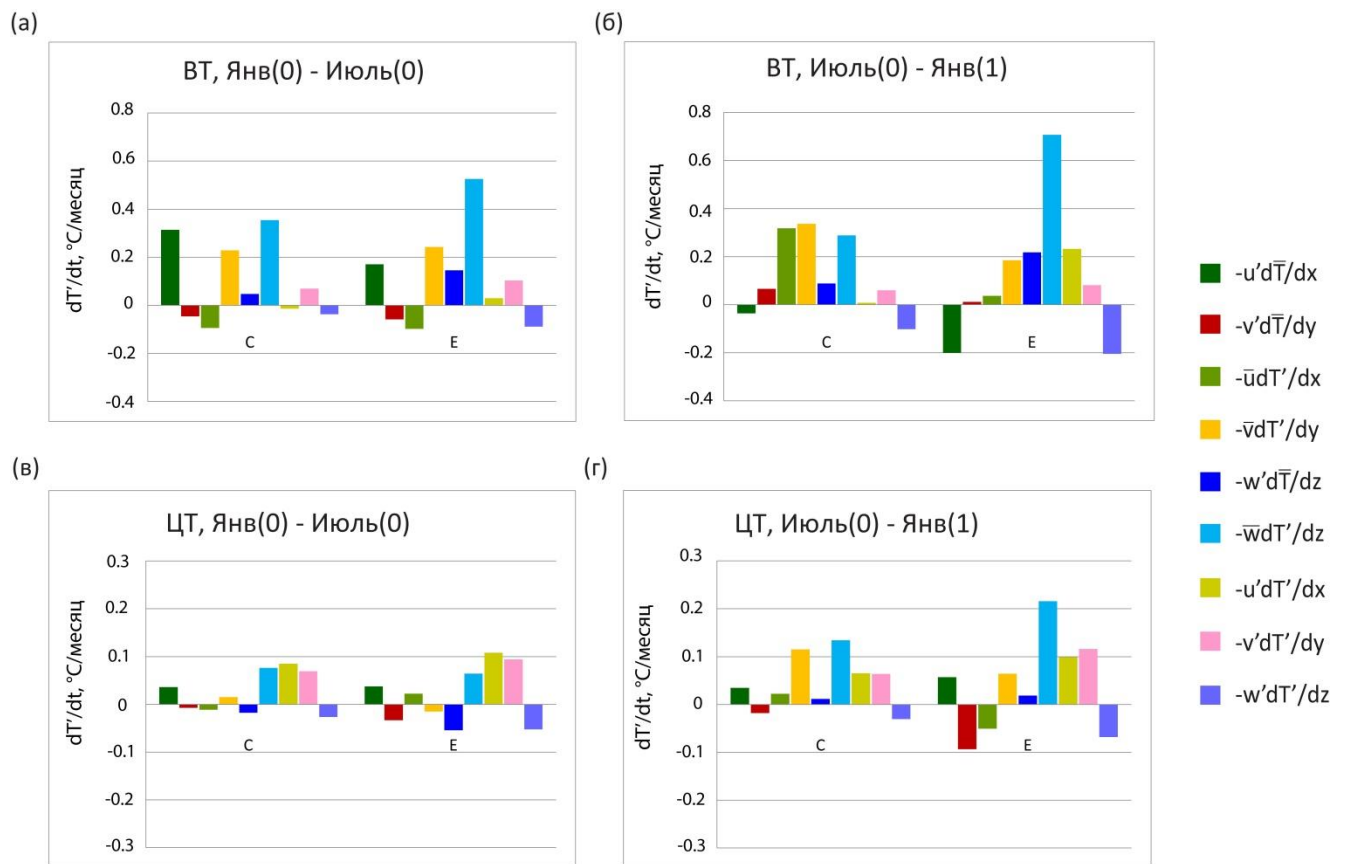 (а)
ВТ, Янв(0) - Июль(0)
dT'/dt, °C/месяц
0.8
0.6
0.4
0.2
0
-0.2
-0.4
C
E
(б)
ВТ, Июль(0) - Янв(1)
dT'/dt, °C/месяц
0.8
0.6
0.4
0.2
0
-0.2
-0.4
C
E
(в)
ЦТ, Янв(0) - Июль(0)
dT'/dt, °C/месяц
0.3
0.2
0.1
0
-0.1
-0.2
-0.3
C
E
(г)
ЦТ, Июль(0) - Янв(1)
dT'/dt, °C/месяц
0.3
0.2
0.1
0
-0.1
-0.2
-0.3
C
E
-u’dT̅/dx
-v’dT̅/dy
-u̅dT’/dx
-v̅dT’/dy
-w’dT̅/dz
-w̅dT’/dz
-u’dT’/dx
-v’dT’/dy
-w’dT’/dz